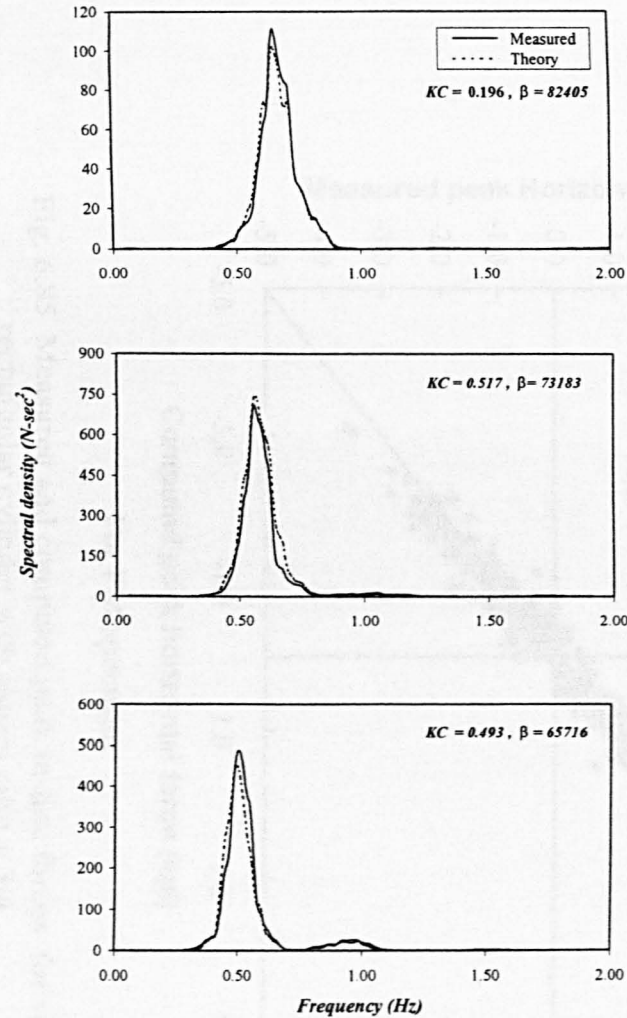 120
100
80
60
40
20
0
Measured
Theory
KC = 0.196 , β = 82405
0.00 0.50 1.00 1.50 2.00
Spectral density (N-sec²)
900
750
600
450
300
150
0
KC = 0.517 , β= 73183
0.00 0.50 1.00 1.50 2.00
600
500
400
300
200
100
0
KC = 0.493 , β = 65716
0.00 0.50 1.00 1.50 2.00
Frequency (Hz)